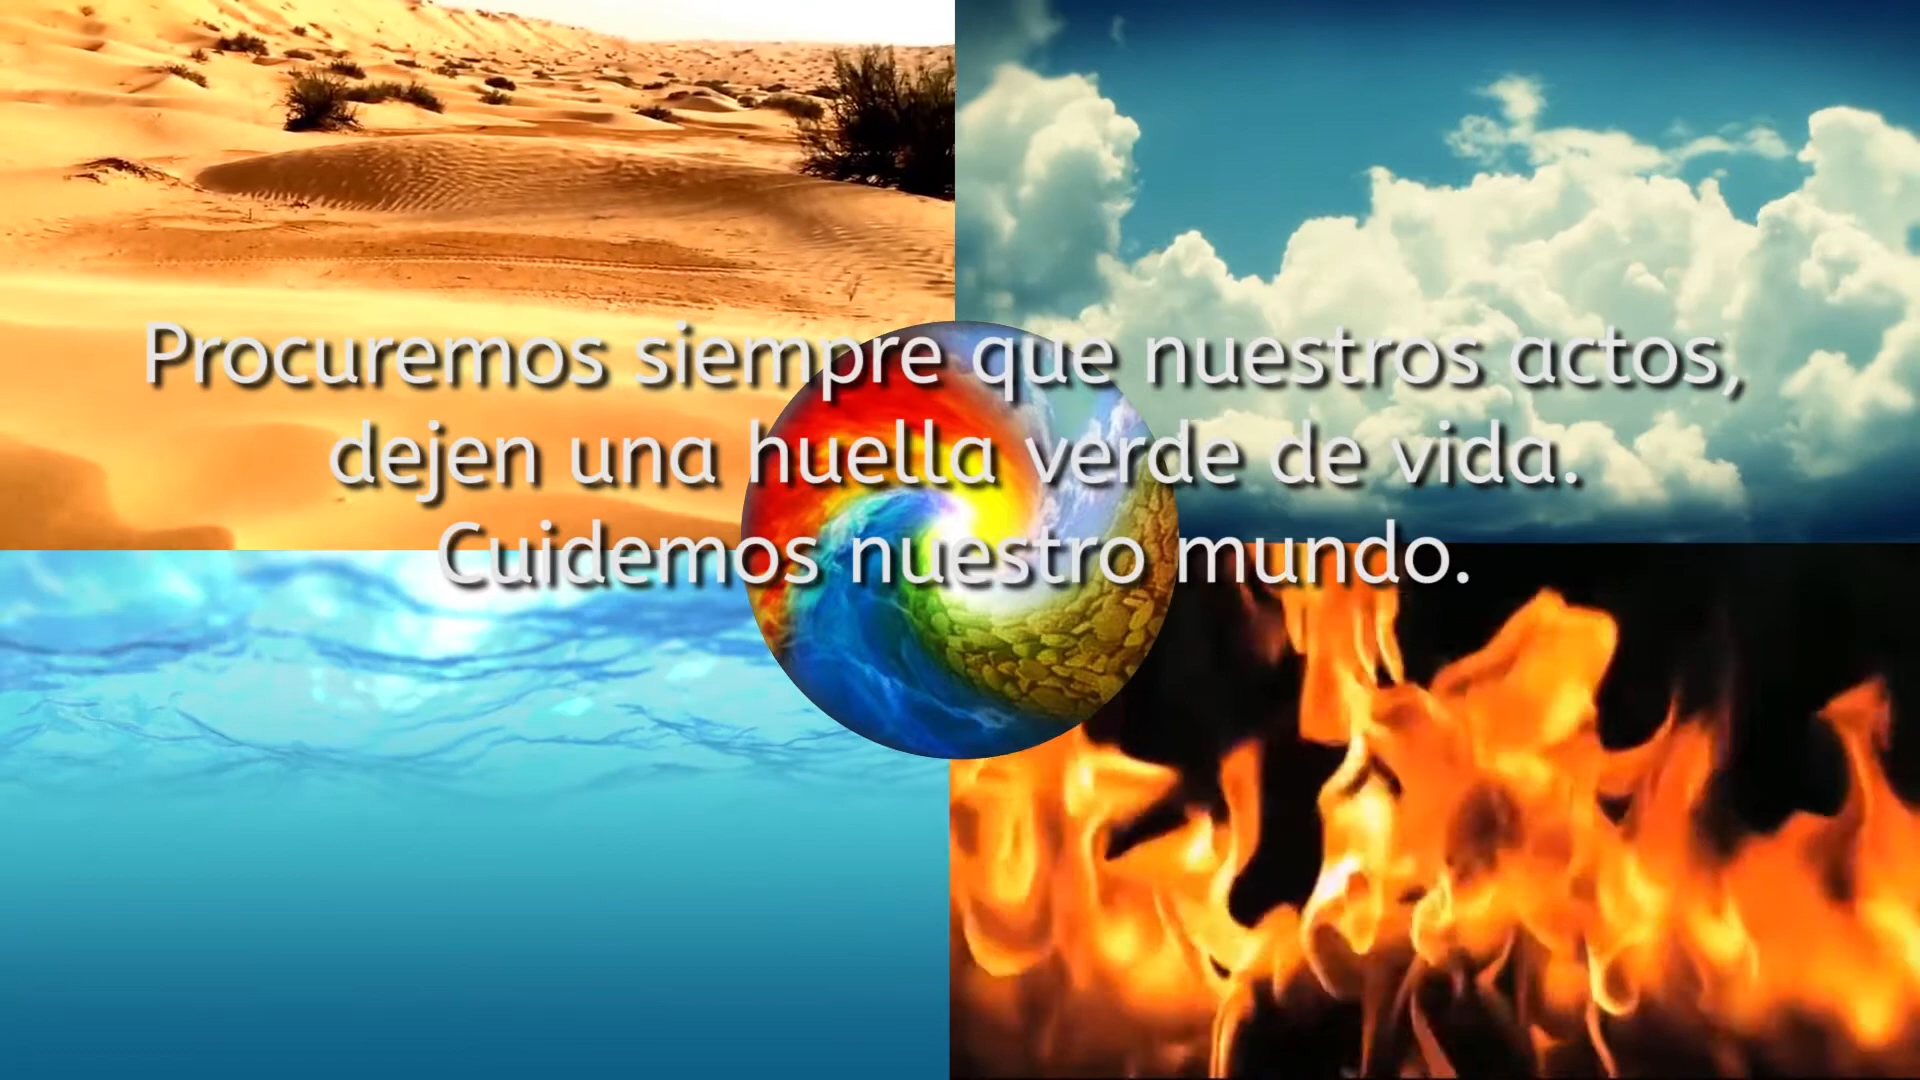 Procuremos siempre que nuestros actos,
dejen una huella verde de vida.
Cuidemos nuestro mundo.